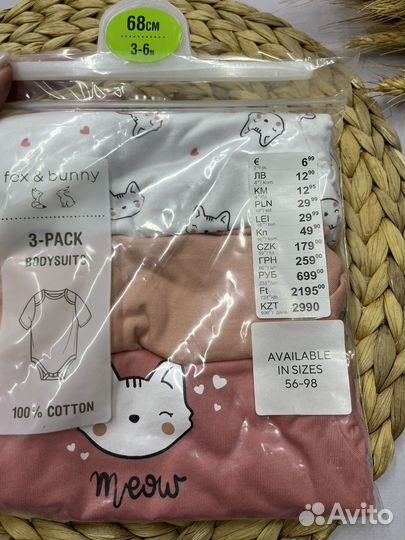 68CM
3-6M
fox & bunny
3-PACK
BODYSUITS
100% COTTON
€ 6.99
ЛВ 12.90
KM 12.95
PLN 29.99
LEI 29.99
Kn 49.90
CZK 179.00
ГРН 259.00
РУБ 699.00
Ft 2195.00
KZT 2990
AVAILABLE
IN SIZES
56-98
meow
Avito